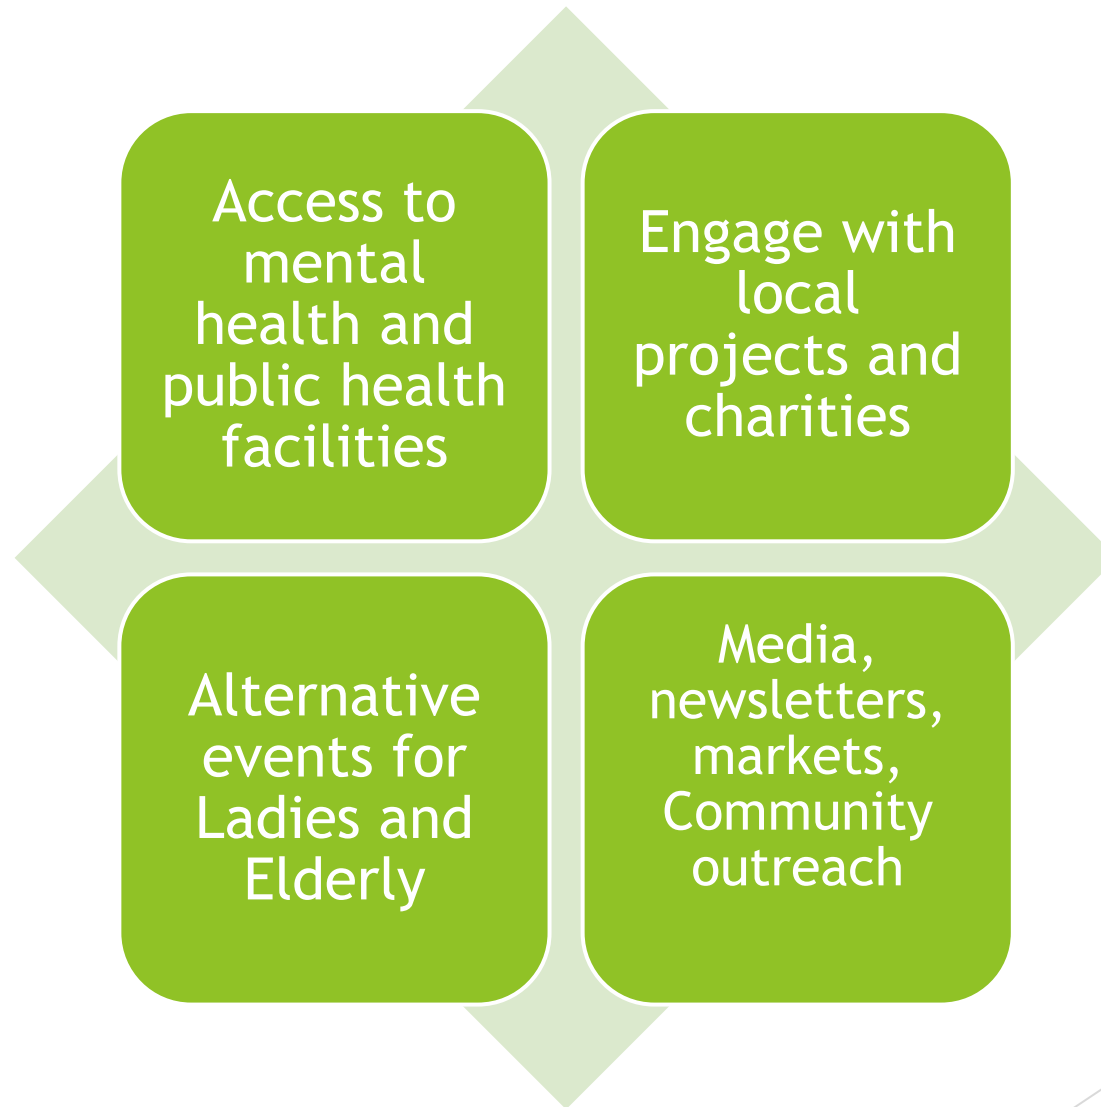 Access to
mental
health and
public health
facilities
Engage with
local
projects and
charities
Alternative
events for
Ladies and
Elderly
Media,
newsletters,
markets,
Community
outreach